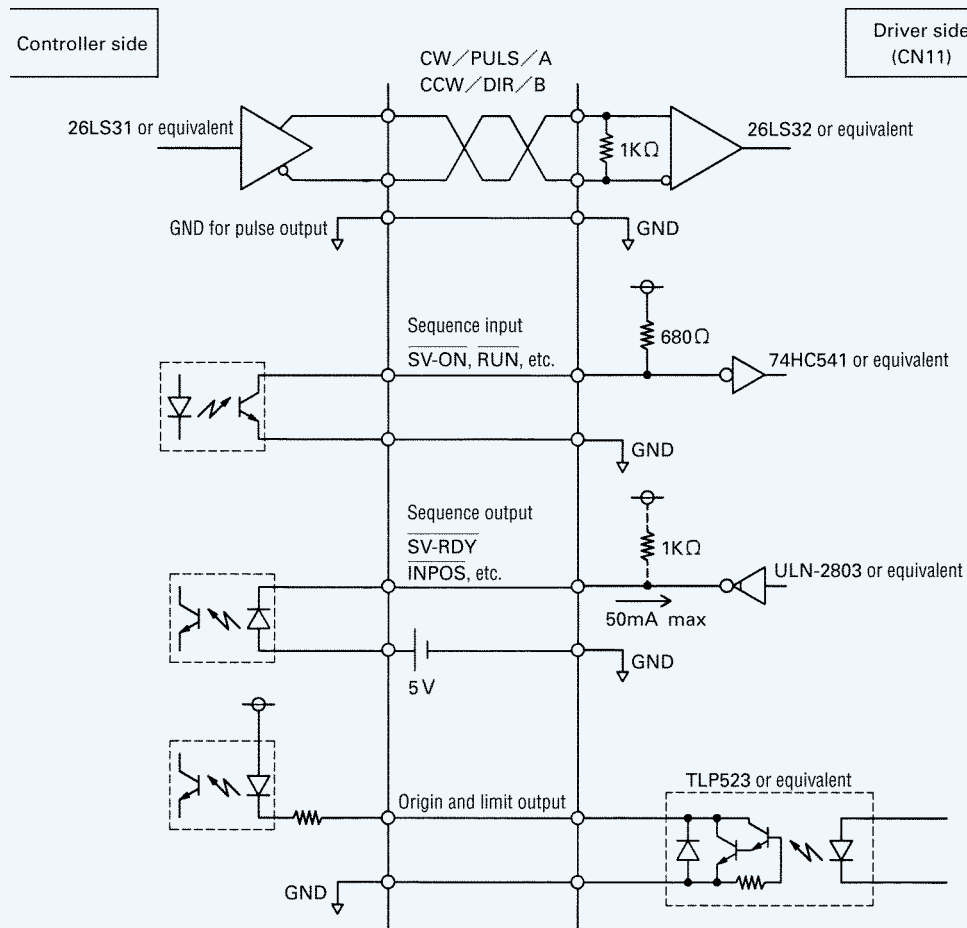 Controller side
Driver side
(CN11)
CW/PULS/A
CCW/DIR/B
26LS31 or equivalent
26LS32 or equivalent
1KΩ
GND for pulse output
GND
Sequence input
SV-ON, RUN, etc.
680Ω
74HC541 or equivalent
GND
Sequence output
SV-RDY
INPOS, etc.
1KΩ
ULN-2803 or equivalent
50mA max
5V
GND
TLP523 or equivalent
Origin and limit output
GND